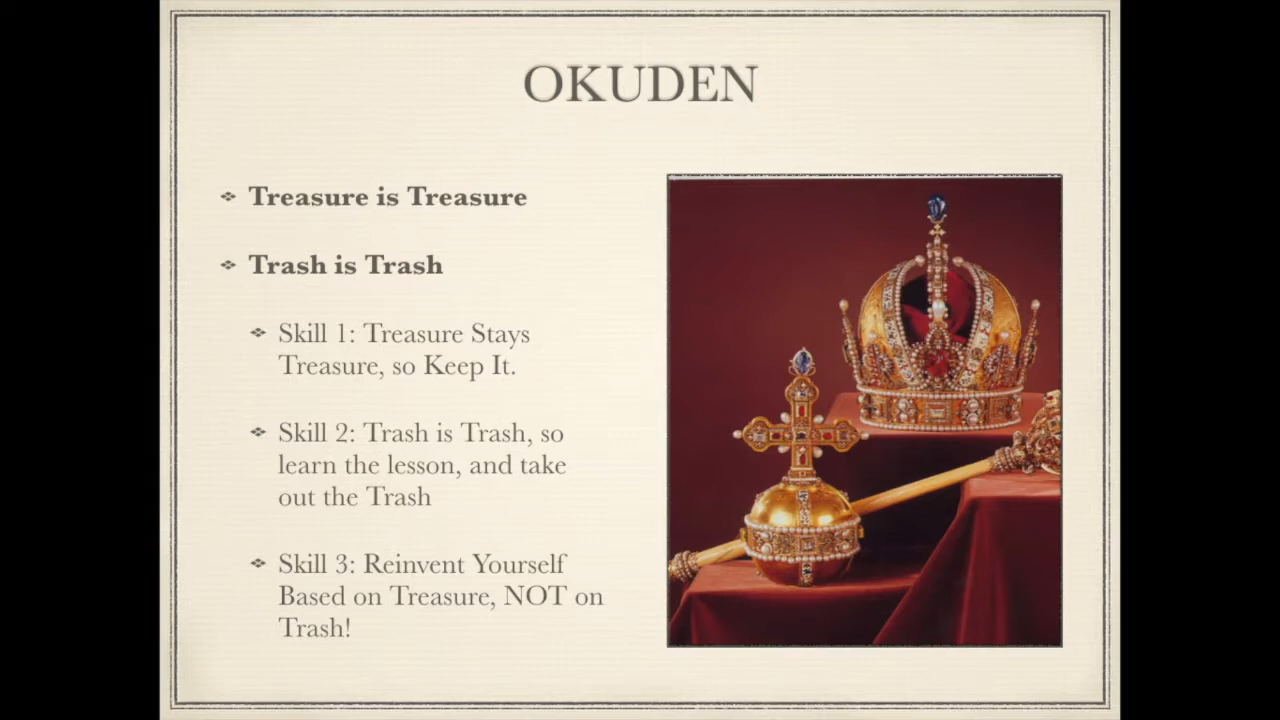 OKUDEN
Treasure is Treasure
Trash is Trash
Skill 1: Treasure Stays
Treasure, so Keep It.
Skill 2: Trash is Trash, so
learn the lesson, and take
out the Trash
Skill 3: Reinvent Yourself
Based on Treasure, NOT on
Trash!